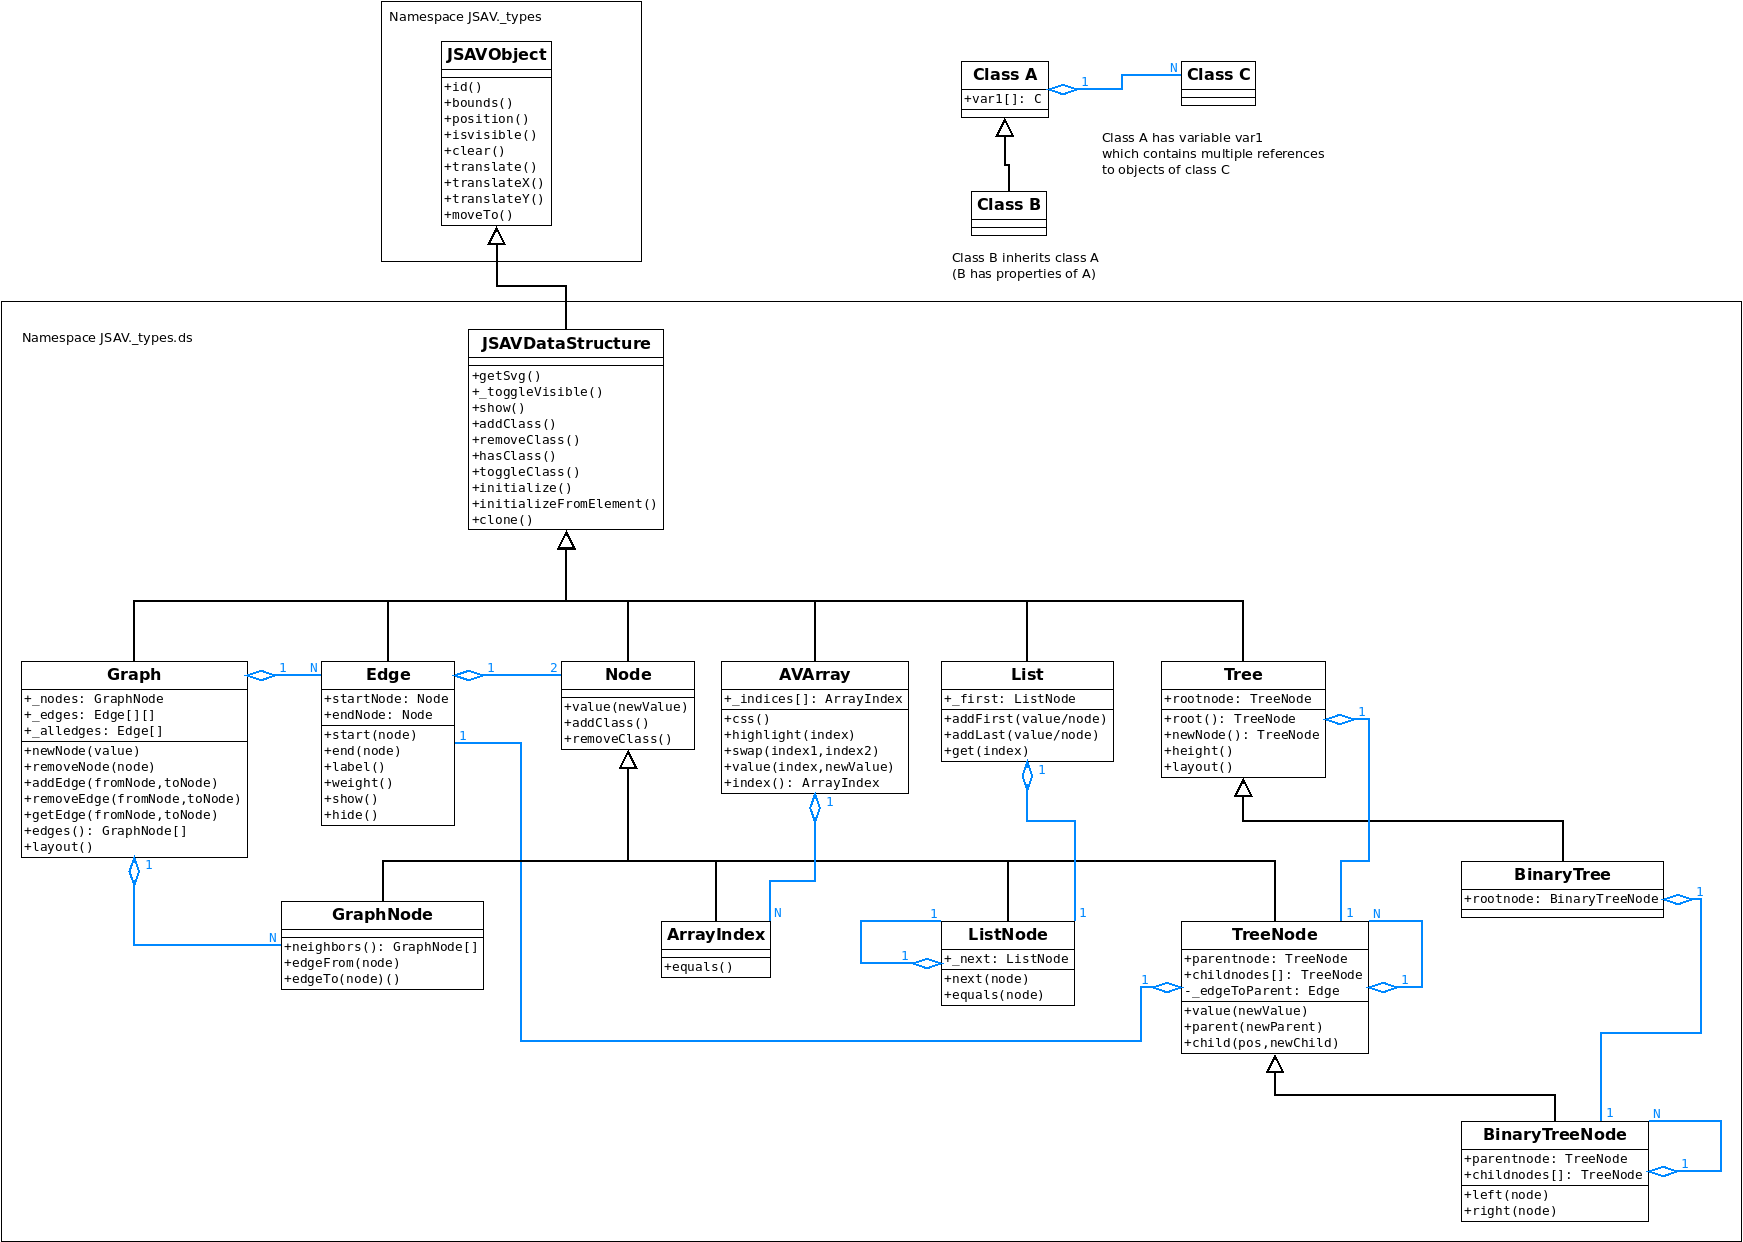 Namespace JSAV._types
JSAVObject
+id()
+bounds()
+position()
+isvisible()
+clear()
+translate()
+translateX()
+translateY()
+moveTo()
Class A
+var1[]: C
1
N
Class C
Class A has variable var1
which contains multiple references
to objects of class C
Class B
Class B inherits class A
(B has properties of A)
Namespace JSAV._types.ds
JSAVDataStructure
+getSvg()
+_toggleVisible()
+show()
+addClass()
+removeClass()
+hasClass()
+toggleClass()
+initialize()
+initializeFromElement()
+clone()
Graph
+_nodes: GraphNode
+_edges: Edge[][]
+_alledges: Edge[]
+newNode(value)
+removeNode(node)
+addEdge(fromNode,toNode)
+removeEdge(fromNode,toNode)
+getEdge(fromNode,toNode)
+edges(): GraphNode[]
+layout()
1
N
1
N
Edge
+startNode: Node
+endNode: Node
+start(node)
+end(node)
+label()
+weight()
+show()
+hide()
1
2
1
Node
+value(newValue)
+addClass()
+removeClass()
AVArray
+_indices[]: ArrayIndex
+css()
+highlight(index)
+swap(index1,index2)
+value(index,newValue)
+index(): ArrayIndex
1
N
List
+_first: ListNode
+addFirst(value/node)
+addLast(value/node)
+get(index)
1
1
Tree
+rootnode: TreeNode
+root(): TreeNode
+newNode(): TreeNode
+height()
+layout()
1
1
GraphNode
+neighbors(): GraphNode[]
+edgeFrom(node)
+edgeTo(node)()
ArrayIndex
+equals()
ListNode
+_next: ListNode
+next(node)
+equals(node)
1
1
TreeNode
+parentnode: TreeNode
+childnodes[]: TreeNode
-_edgeToParent: Edge
+value(newValue)
+parent(newParent)
+child(pos,newChild)
1
N
1
BinaryTree
+rootnode: BinaryTreeNode
1
1
BinaryTreeNode
+parentnode: TreeNode
+childnodes[]: TreeNode
+left(node)
+right(node)
N
1